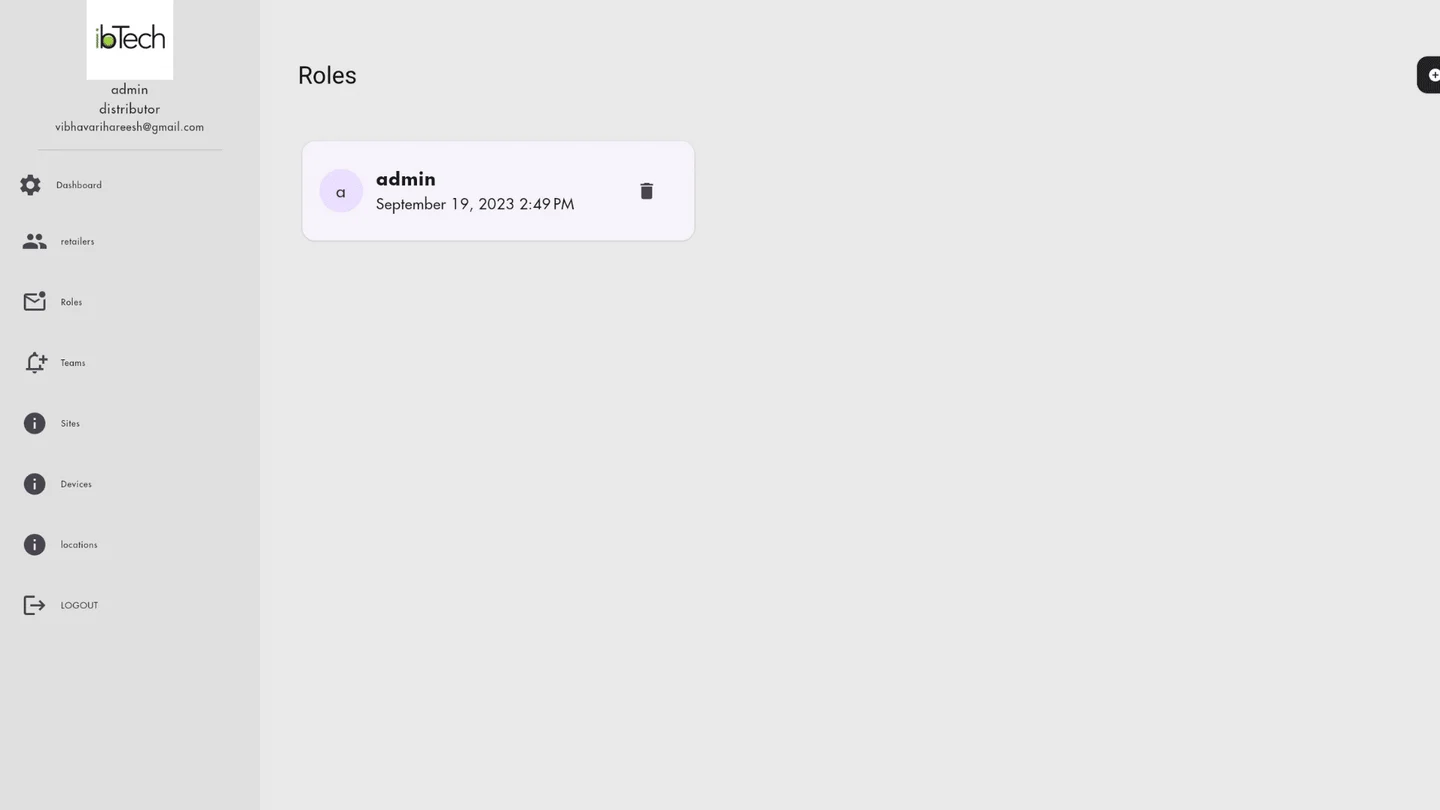 ibTech
admin
distributor
vibhavarihareesh@gmail.com
Dashboard
retailers
Roles
Teams
Sites
Devices
locations
LOGOUT
Roles
a
admin
September 19, 2023 2:49 PM